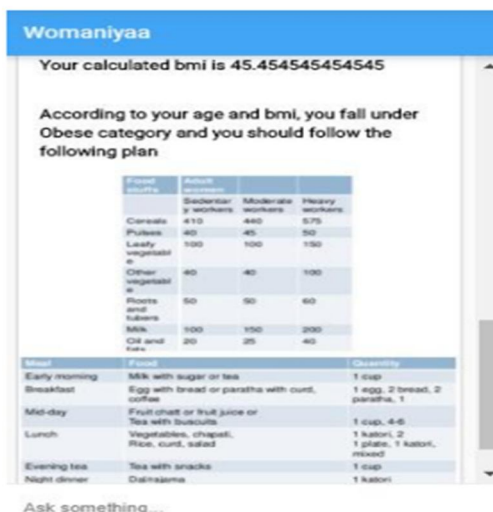 Womaniyaa
Your calculated bmi is 45.454545454545
According to your age and bmi, you fall under
Obese category and you should follow the
following plan
Food Adult
stuffs women
Sedentar Moderate Heavy
y workers workers workers
Cereals 410 440 575
Pulses 40 45 50
Leafy 100 100 150
vegetabl
e
Other 40 40 100
vegetabl
e
Roots 50 50 60
and
tubers
Milk 100 150 200
Oil and 20 25 40
fats
Meal Food Quantity
Early morning Milk with sugar or tea 1 cup
Breakfast Egg with bread or paratha with curd, 1 egg, 2 bread, 2
coffee paratha, 1
Mid-day Fruit chatt or fruit juice or
Tea with buscuits 1 cup, 4-6
Lunch Vegetables, chapati, 1 katori, 2
Rice, curd, salad 1 plate, 1 katori,
mixed
Evening tea Tea with snacks 1 cup
Night dinner 1 katori
Ask something...